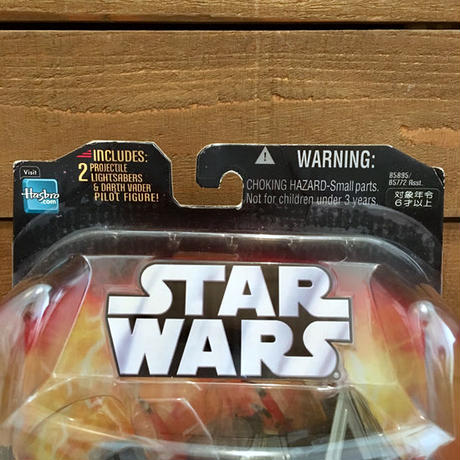 Visit
Hasbro
.com
INCLUDES:
2 PROJECTILE
LIGHTSABERS
& DARTH VADER
PILOT FIGURE!
WARNING:
CHOKING HAZARD-Small parts.
Not for children under 3 years.
85895/
85772 Asst.
対象年令
6才以上
STAR
WARS